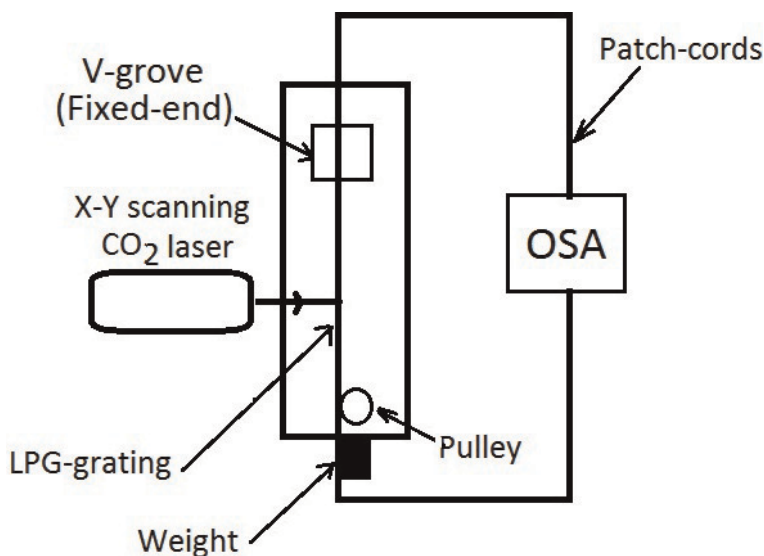 Patch-cords
V-grove
(Fixed-end)
X-Y scanning
CO2 laser
OSA
LPG-grating
Pulley
Weight